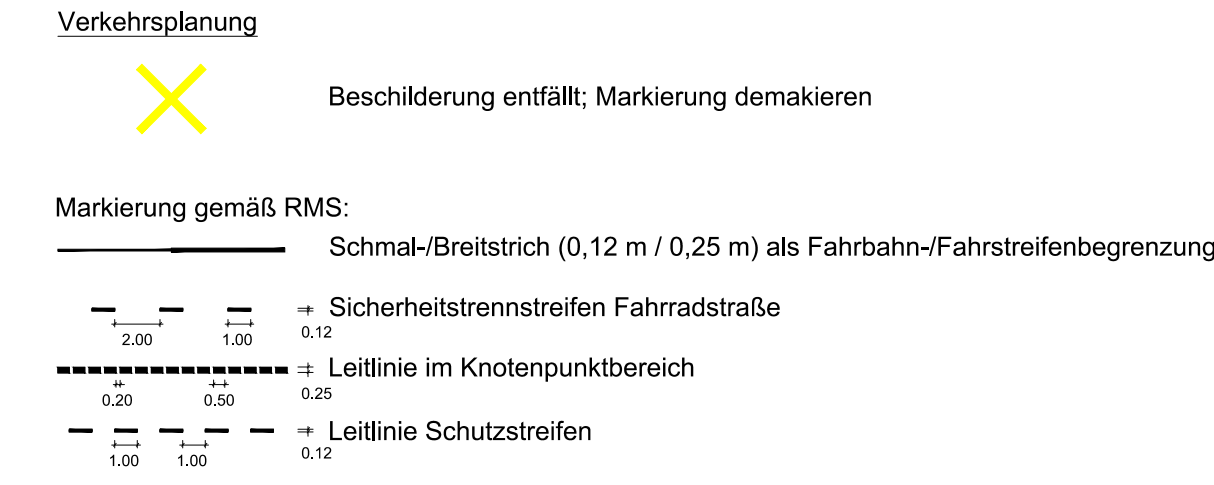 Verkehrsplanung
Beschilderung entfällt; Markierung demakieren
Markierung gemäß RMS:
Schmal-/Breitstrich (0,12 m / 0,25 m) als Fahrbahn-/Fahrstreifenbegrenzung
Sicherheitstrennstreifen Fahrradstraße
2.00 1.00 0.12
Leitlinie im Knotenpunktbereich
0.20 0.50 0.25
Leitlinie Schutzstreifen
1.00 1.00 0.12